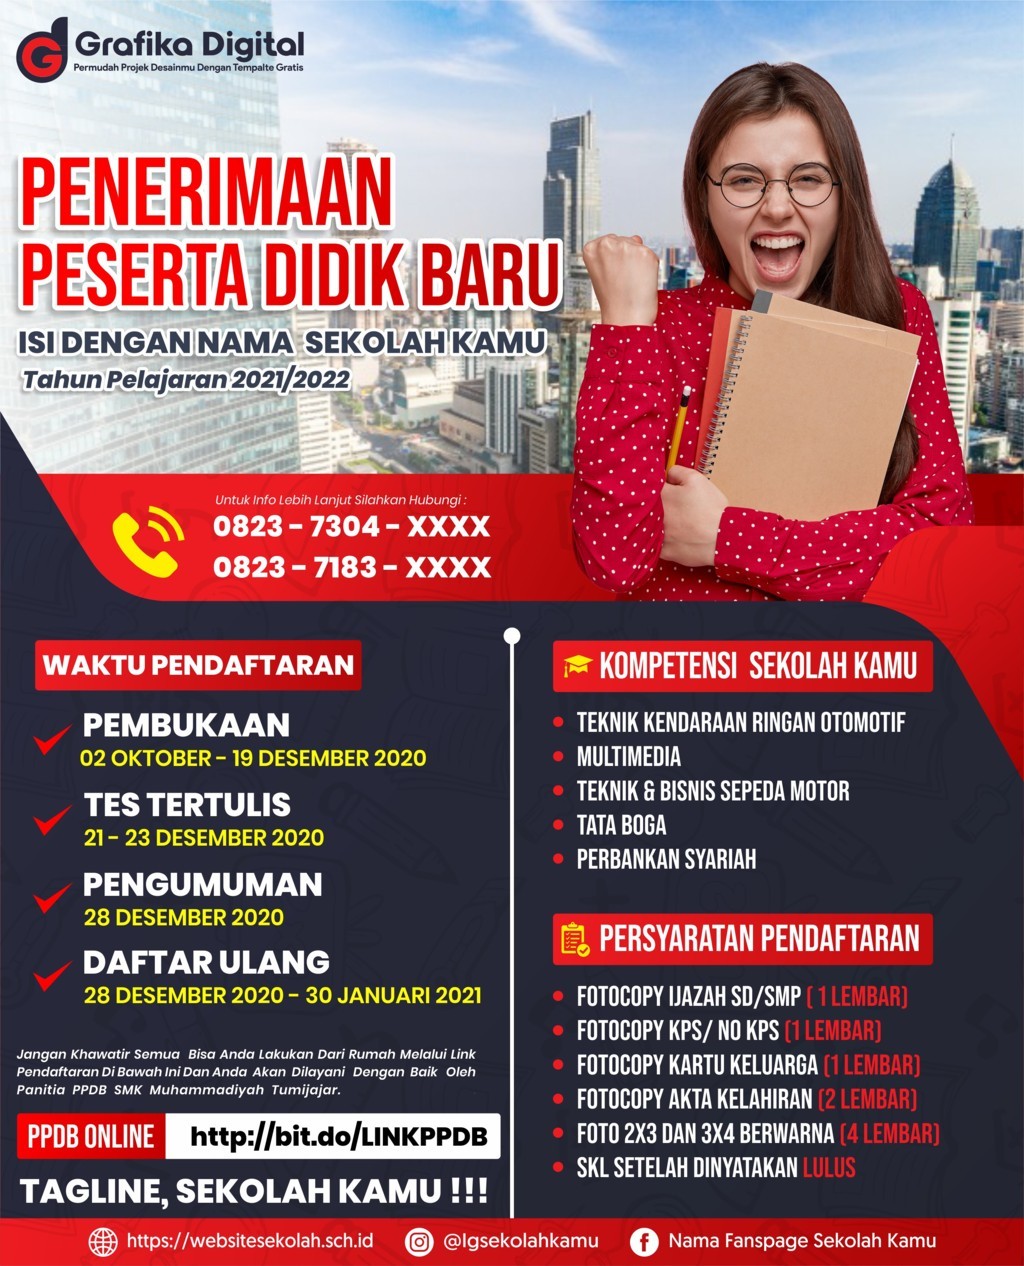 Grafika Digital
Permudah Projek Desainmu Dengan Tempalte Gratis
PENERIMAAN
PESERTA DIDIK BARU
ISI DENGAN NAMA SEKOLAH KAMU
Tahun Pelajaran 2021/2022
Untuk Info Lebih Lanjut Silahkan Hubungi :
0823 - 7304 - XXXX
0823 - 7183 - XXXX
WAKTU PENDAFTARAN
PEMBUKAAN
02 OKTOBER - 19 DESEMBER 2020
TES TERTULIS
21 - 23 DESEMBER 2020
PENGUMUMAN
28 DESEMBER 2020
DAFTAR ULANG
28 DESEMBER 2020 - 30 JANUARI 2021
Jangan Khawatir Semua Bisa Anda Lakukan Dari Rumah Melalui Link
Pendaftaran Di Bawah Ini Dan Anda Akan Dilayani Dengan Baik Oleh
Panitia PPDB SMK Muhammadiyah Tumijajar.
PPDB ONLINE http://bit.do/LINKPPDB
TAGLINE, SEKOLAH KAMU !!!
KOMPETENSI SEKOLAH KAMU
• TEKNIK KENDARAAN RINGAN OTOMOTIF
• MULTIMEDIA
• TEKNIK & BISNIS SEPEDA MOTOR
• TATA BOGA
• PERBANKAN SYARIAH
PERSYARATAN PENDAFTARAN
• FOTOCOPY IJAZAH SD/SMP ( 1 LEMBAR)
• FOTOCOPY KPS/ NO KPS (1 LEMBAR)
• FOTOCOPY KARTU KELUARGA (1 LEMBAR)
• FOTOCOPY AKTA KELAHIRAN (2 LEMBAR)
• FOTO 2X3 DAN 3X4 BERWARNA (4 LEMBAR)
• SKL SETELAH DINYATAKAN LULUS
https://websitesekolah.sch.id @Igsekolahkamu Nama Fanspage Sekolah Kamu